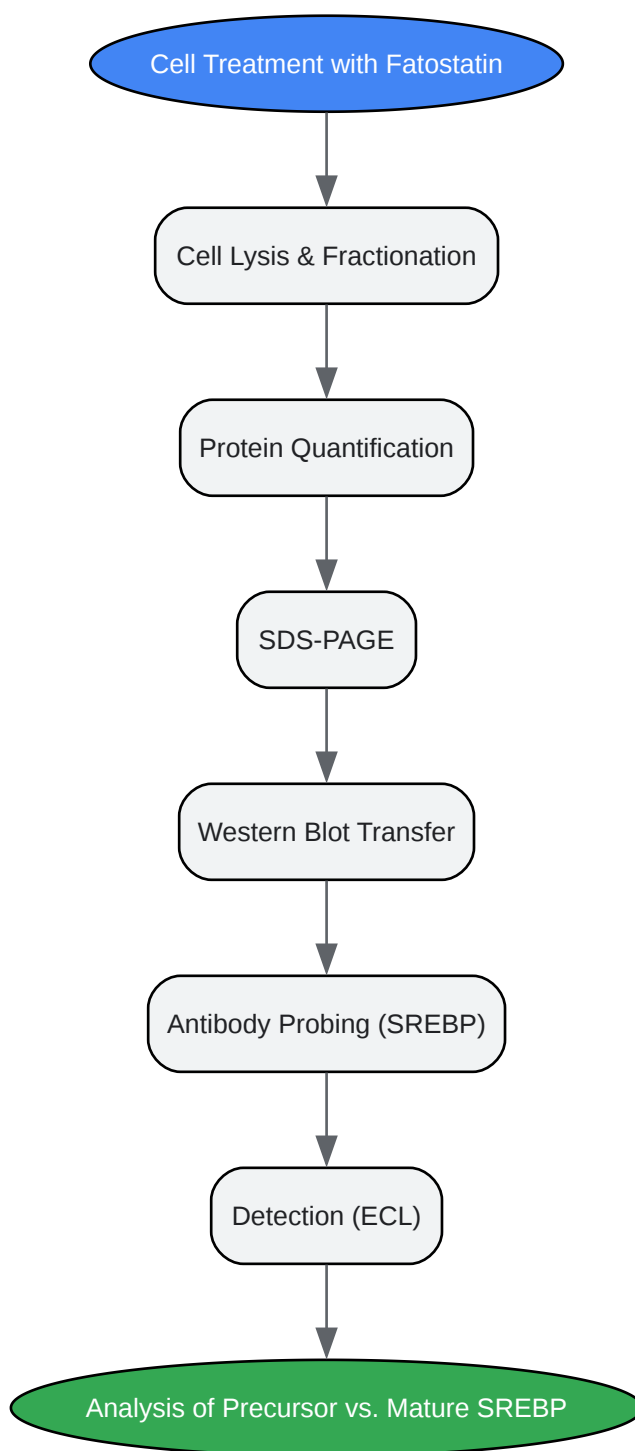 Cell Treatment with Fatostatin
Cell Lysis & Fractionation
Protein Quantification
SDS-PAGE
Western Blot Transfer
Antibody Probing (SREBP)
Detection (ECL)
Analysis of Precursor vs. Mature SREBP